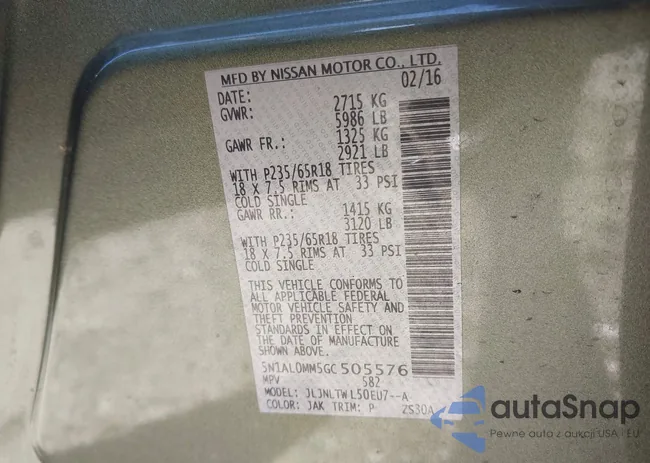 MFD BY NISSAN MOTOR CO., LTD.
DATE: 02/16
GVWR: 2715 KG
5986 LB
GAWR FR.: 1325 KG
2921 LB
WITH P235/65R18 TIRES
18 X 7.5 RIMS AT 33 PSI
COLD SINGLE
GAWR RR.: 1415 KG
3120 LB
WITH P235/65R18 TIRES
18 X 7.5 RIMS AT 33 PSI
COLD SINGLE
THIS VEHICLE CONFORMS TO
ALL APPLICABLE FEDERAL
MOTOR VEHICLE SAFETY AND
THEFT PREVENTION
STANDARDS IN EFFECT ON
THE DATE OF MANUFACTURE
SHOWN ABOVE.
5N1AL0MM5GC505576
MPV 582
MODEL: JLJNLTWL50EU7--A
COLOR: JAK TRIM: P 2S30A
autoSnap
Pewne auta z aukcji USA i EU